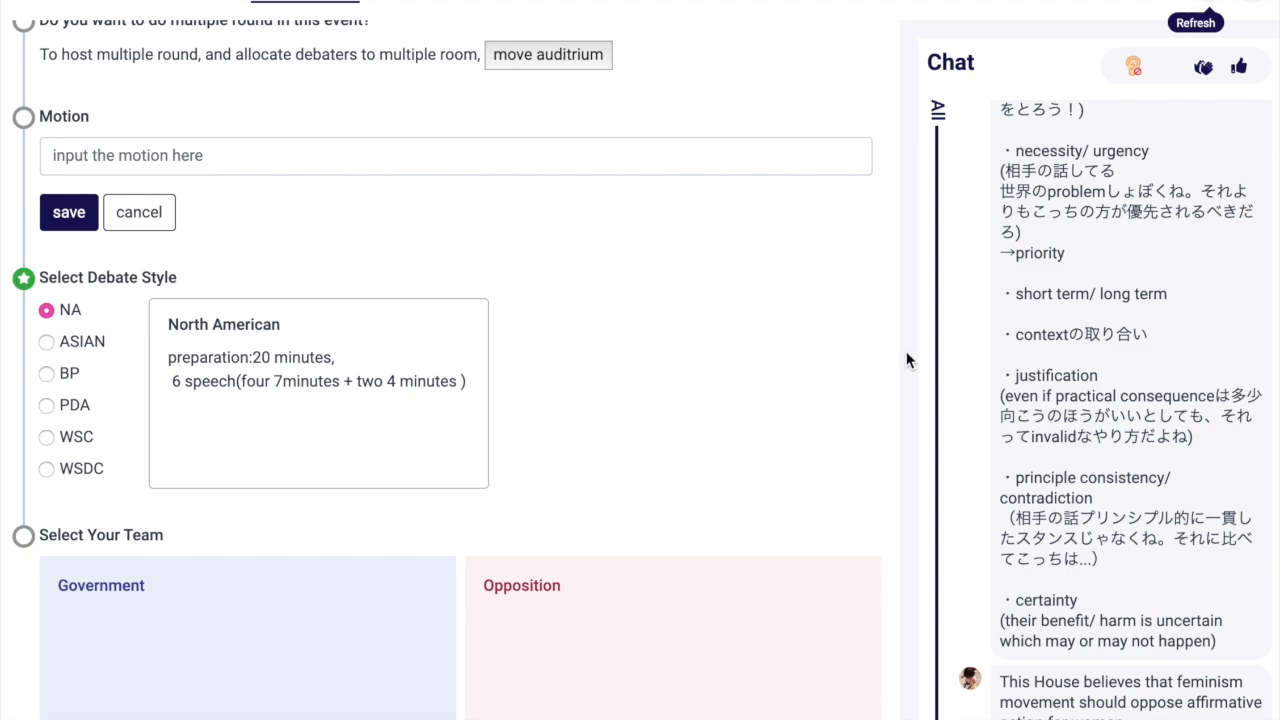 Do you want to do multiple round in this event?
To host multiple round, and allocate debaters to multiple room, move auditrium
Motion
input the motion here
save cancel
Select Debate Style
NA
ASIAN
BP
PDA
WSC
WSDC
North American
preparation:20 minutes,
6 speech(four 7minutes + two 4 minutes )
Select Your Team
Government
Opposition
Refresh
Chat
All
をとろう！)
・necessity/ urgency
(相手の話してる
世界のproblemしょぼくね。それよ
りもこっちの方が優先されるべきだ
ろ)
→priority
・short term/ long term
・contextの取り合い
・justification
(even if practical consequenceは多少
向こうのほうがいいとしても、それ
ってinvalidなやり方だよね)
・principle consistency/
contradiction
（相手の話プリンシプル的に一貫し
たスタンスじゃなくね。それに比べ
てこっちは...）
・certainty
(their benefit/ harm is uncertain
which may or may not happen)
This House believes that feminism
movement should oppose affirmative